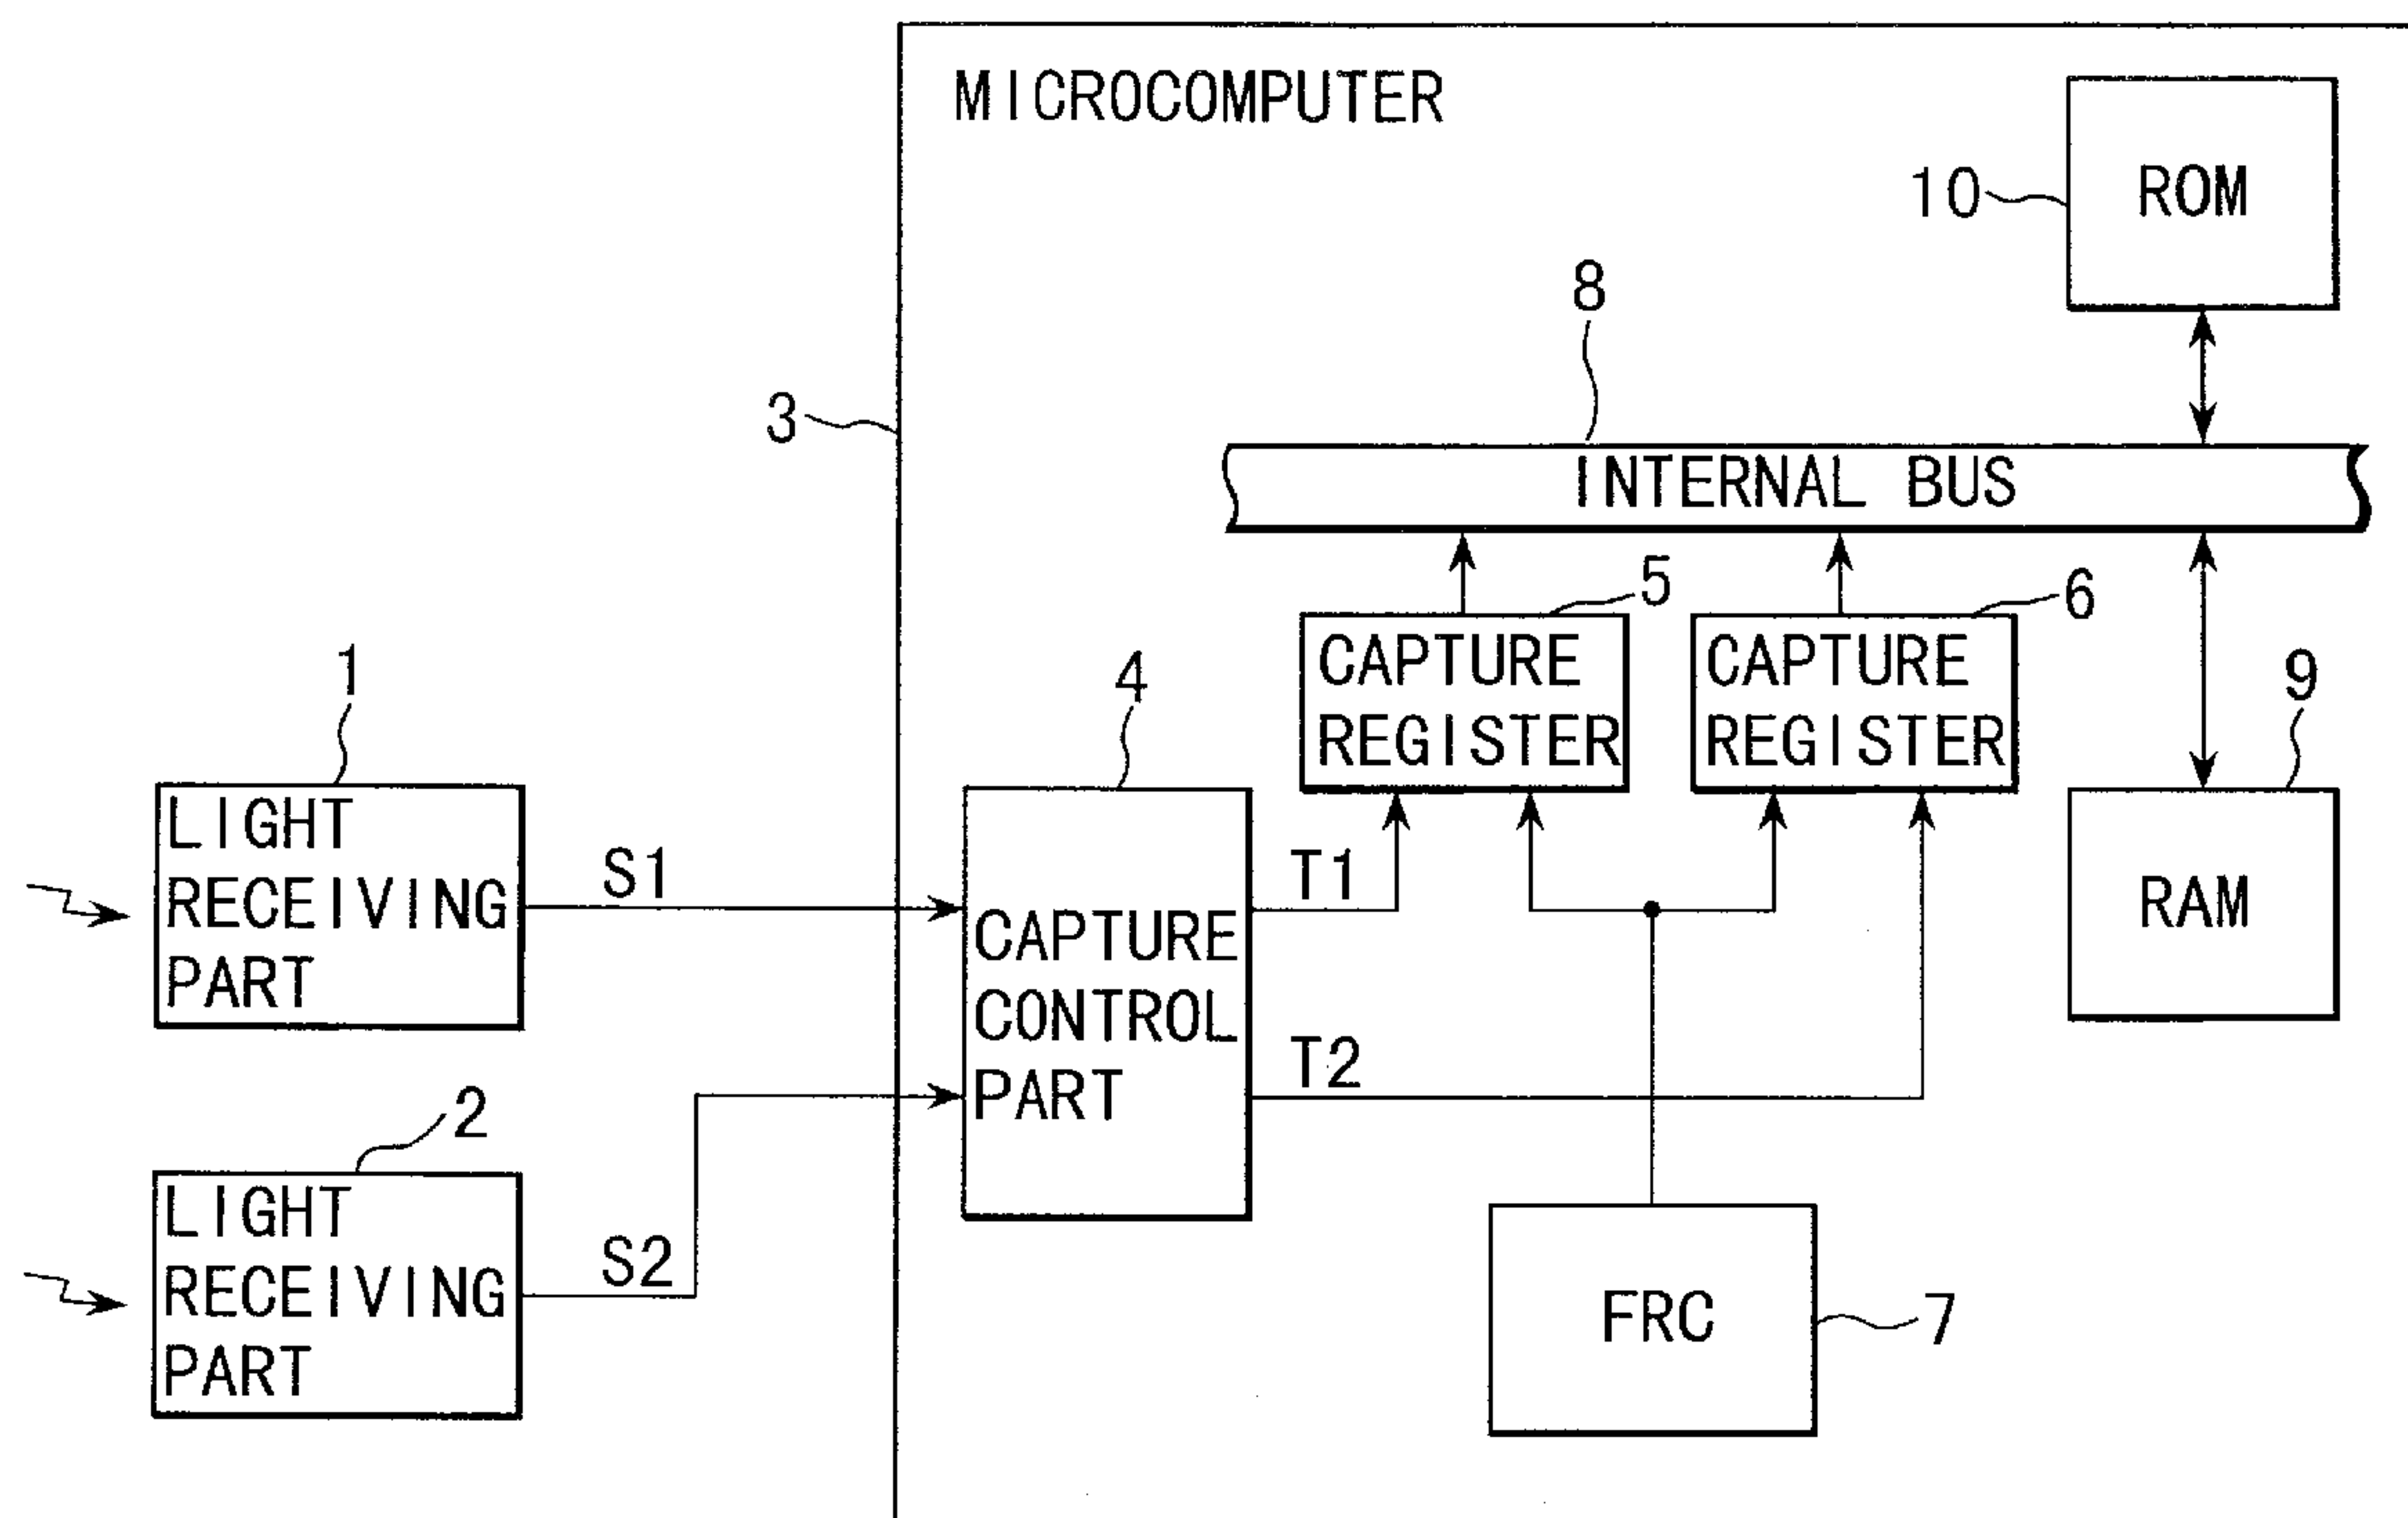 MICROCOMPUTER
10
ROM
8
3
INTERNAL BUS
5
6
CAPTURE
REGISTER
CAPTURE
REGISTER
9
1
4
LIGHT
RECEIVING
PART
S1
CAPTURE
CONTROL
PART
T1
T2
RAM
2
LIGHT
RECEIVING
PART
S2
FRC
7